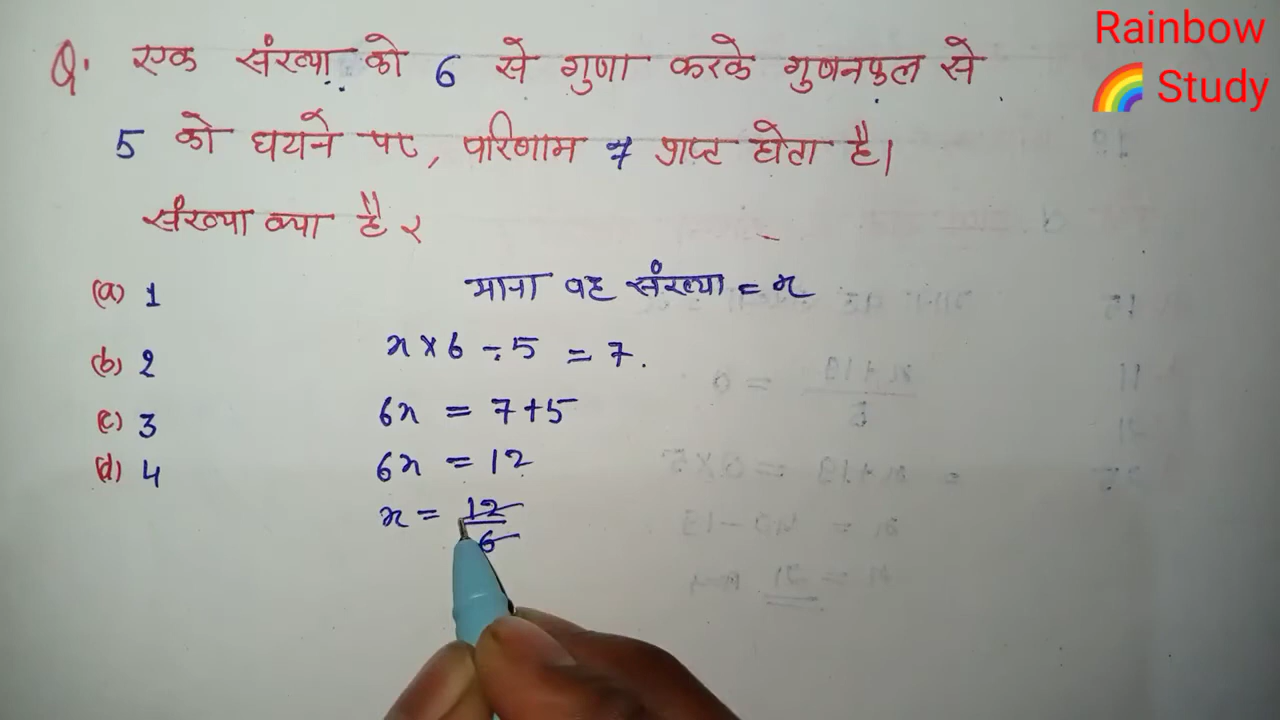 Rainbow
🌈 Study
Q. एक संख्या को 6 से गुणा करके गुणनफल से
5 को घटाने पर, परिणाम 7 प्राप्त होता है।
संख्या क्या है ?
(a) 1
(b) 2
(c) 3
(d) 4
माना वह संख्या = x
x × 6 - 5 = 7.
6x = 7+5
6x = 12
x = 12/6